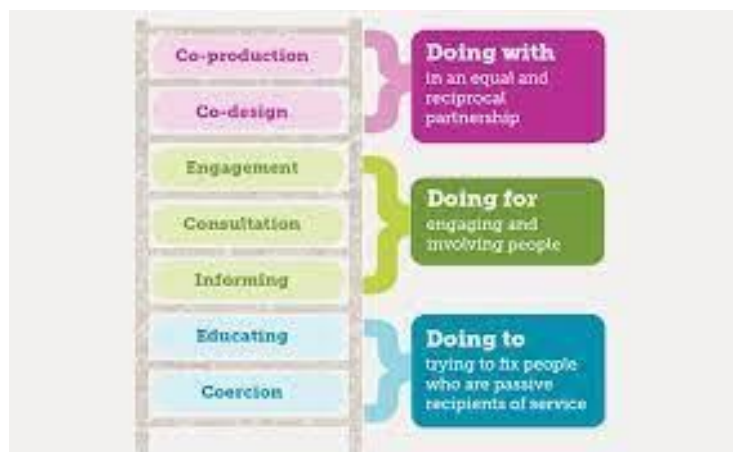 Co-production
Co-design
Doing with
in an equal and
reciprocal
partnership
Engagement
Consultation
Informing
Doing for
engaging and
involving people
Educating
Coercion
Doing to
trying to fix people
who are passive
recipients of service